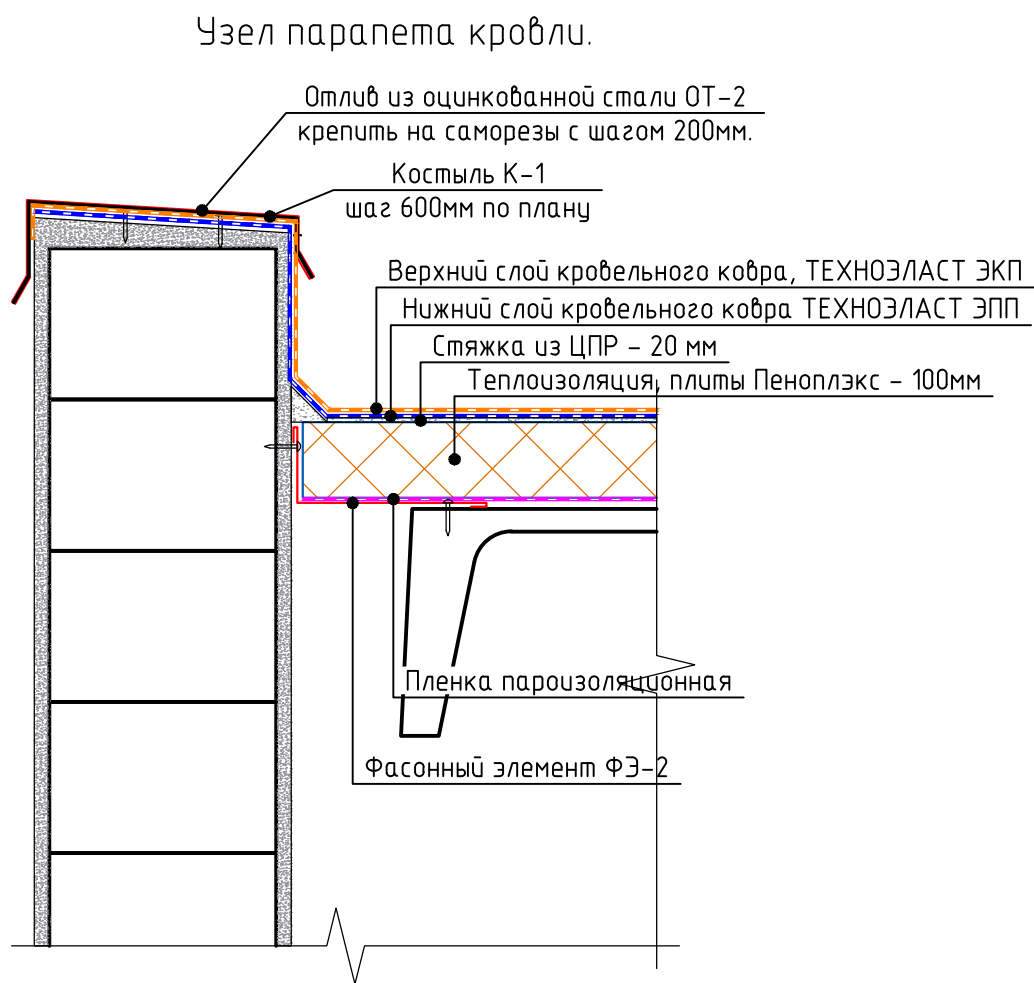 Узел парапета кровли.
Отлив из оцинкованной стали ОТ-2
крепить на саморезы с шагом 200мм.
Костыль К-1
шаг 600мм по плану
Верхний слой кровельного ковра, ТЕХНОЭЛАСТ ЭКП
Нижний слой кровельного ковра ТЕХНОЭЛАСТ ЭПП
Стяжка из ЦПР - 20 мм
Теплоизоляция, плиты Пеноплэкс - 100мм
Пленка пароизоляционная
Фасонный элемент ФЭ-2